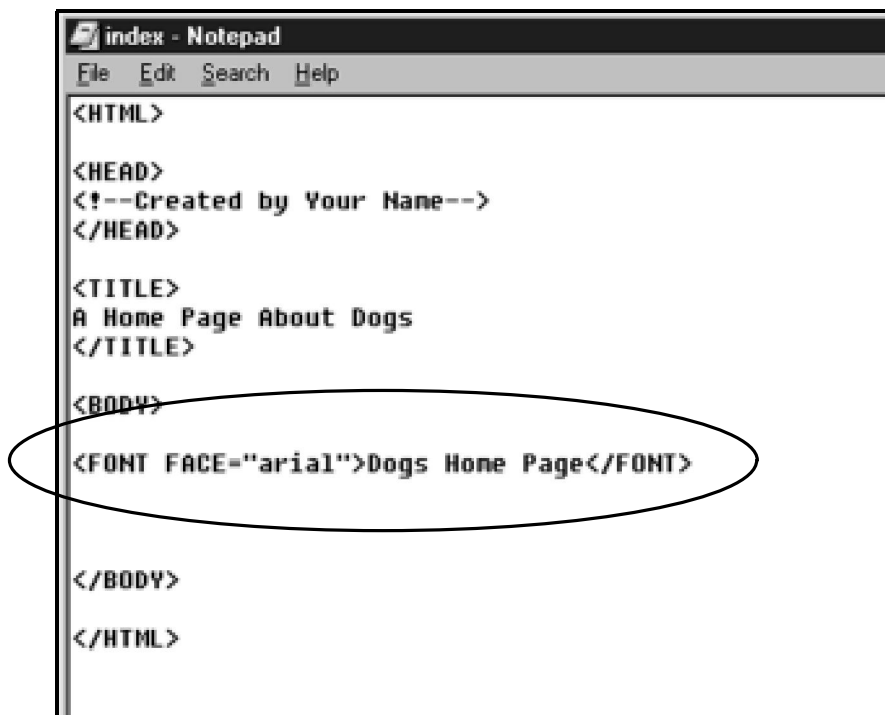 index - Notepad
File Edit Search Help
<HTML>
<HEAD>
<!--Created by Your Name-->
</HEAD>
<TITLE>
A Home Page About Dogs
</TITLE>
<BODY>
<FONT FACE="arial">Dogs Home Page</FONT>
</BODY>
</HTML>